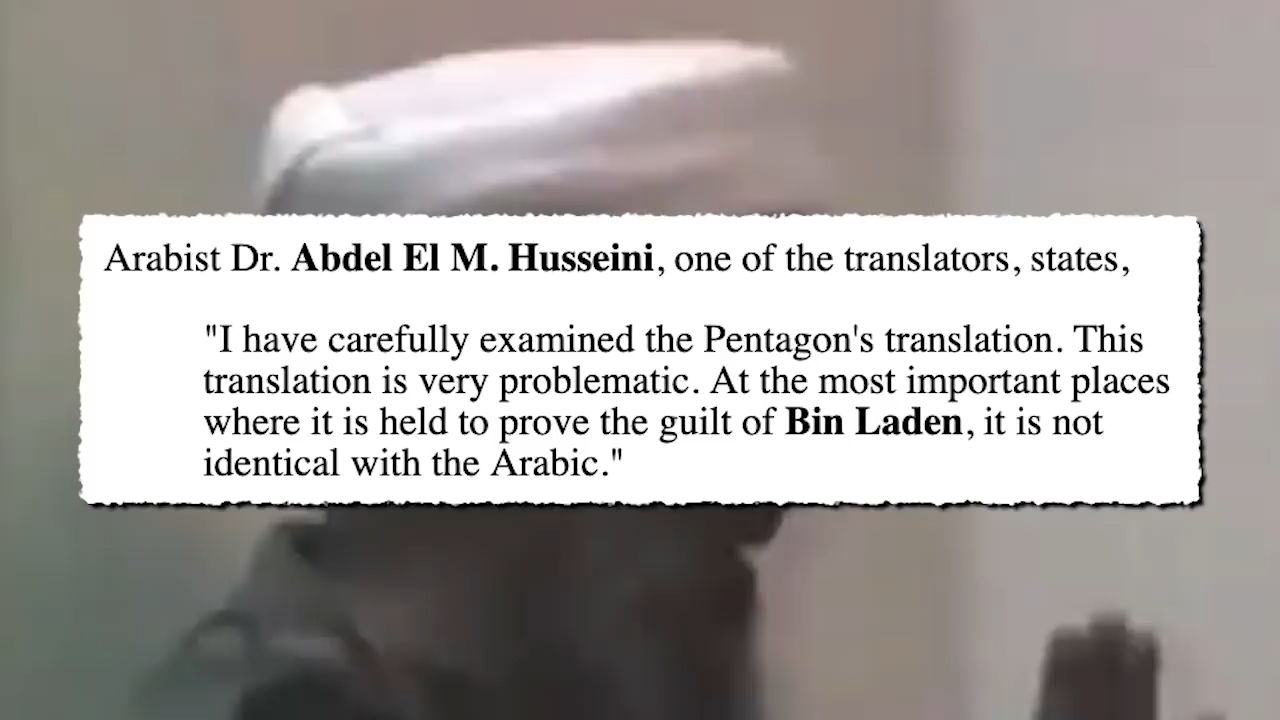 Arabist Dr. Abdel El M. Husseini, one of the translators, states,
"I have carefully examined the Pentagon's translation. This
translation is very problematic. At the most important places
where it is held to prove the guilt of Bin Laden, it is not
identical with the Arabic."